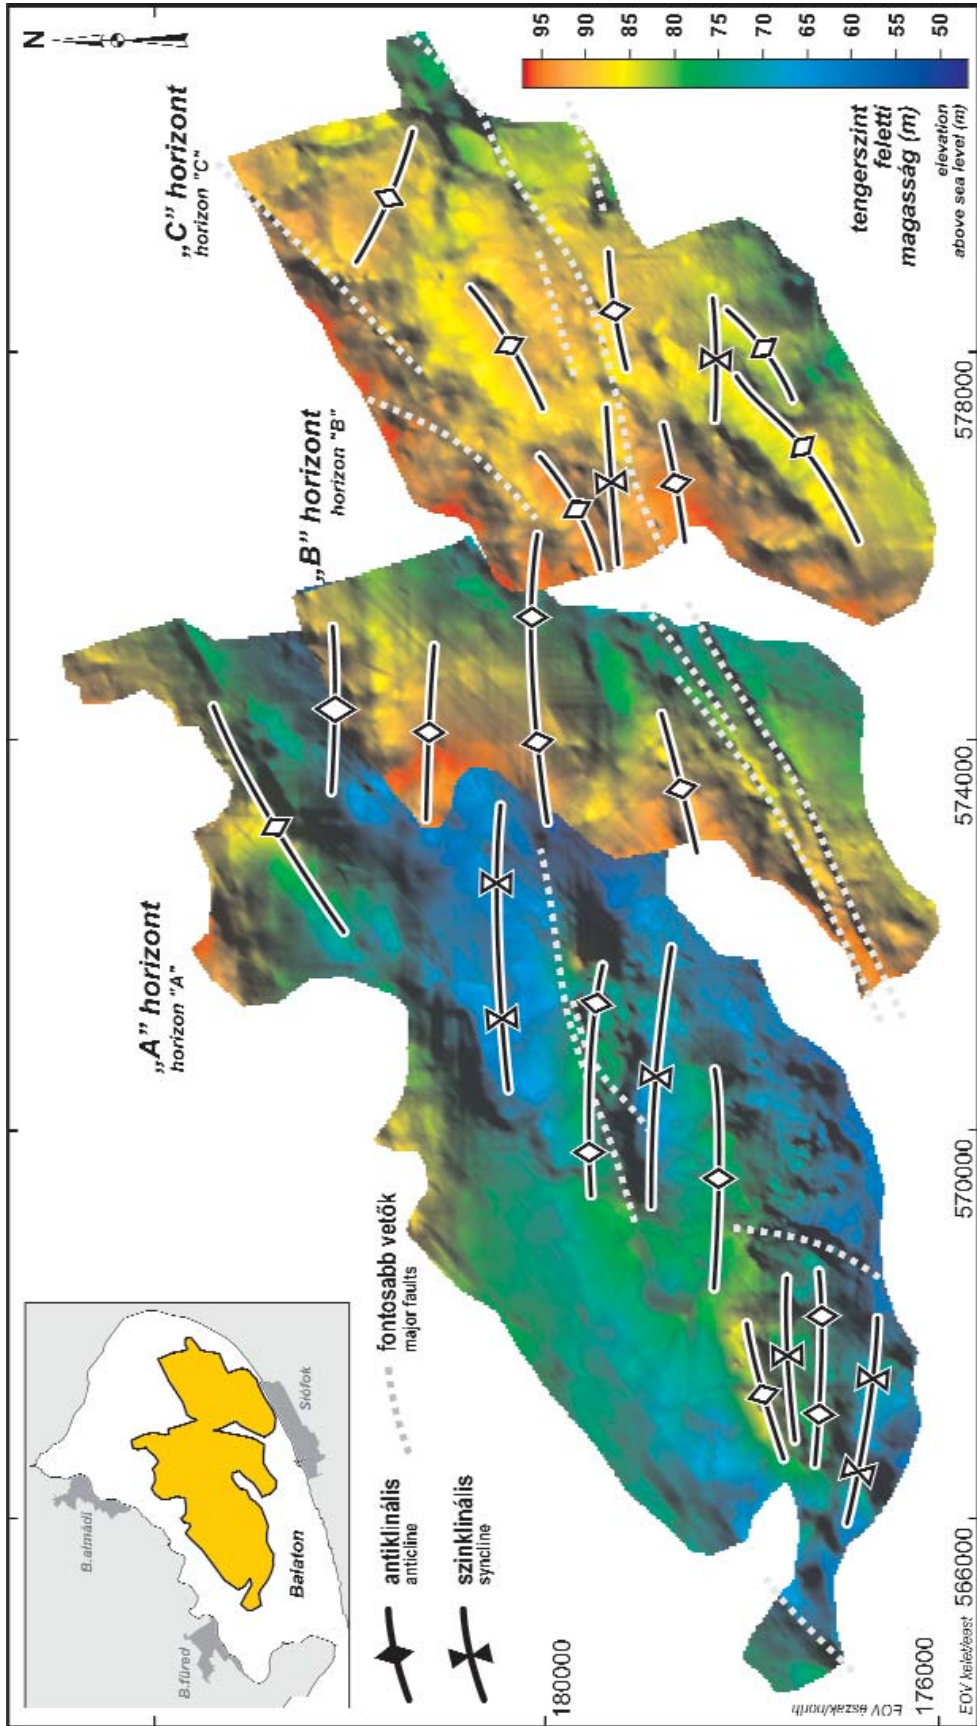 N
B.füred
B.almádi
Balaton
Siófok
antiklinális
anticline
szinklinális
syncline
fontosabb vetők
major faults
„A” horizont
horizon "A"
„B” horizont
horizon "B"
„C” horizont
horizon "C"
95
90
85
80
75
70
65
60
55
50
tengerszint
feletti
magasság (m)
elevation
above sea level (m)
180000
176000
EOV észak/north
EOV kelet/east
566000
570000
574000
578000